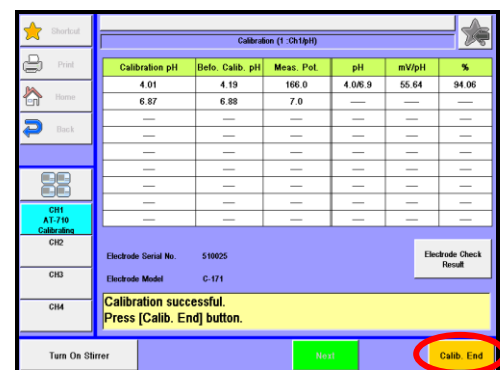 Shortcut
Print
Home
Back
CH1
AT-710
Calibrating
CH2
CH3
CH4
Calibration (1 :Ch1/pH)
Calibration pH Befo. Calib. pH Meas. Pot. pH mV/pH %
4.01 4.19 166.0 4.0/6.9 55.64 94.06
6.87 6.88 7.0 — — —
— — — — — —
— — — — — —
— — — — — —
— — — — — —
— — — — — —
— — — — — —
— — — — — —
Electrode Serial No. 510025
Electrode Model C-171
Electrode Check
Result
Calibration successful.
Press [Calib. End] button.
Turn On Stirrer Next Calib. End